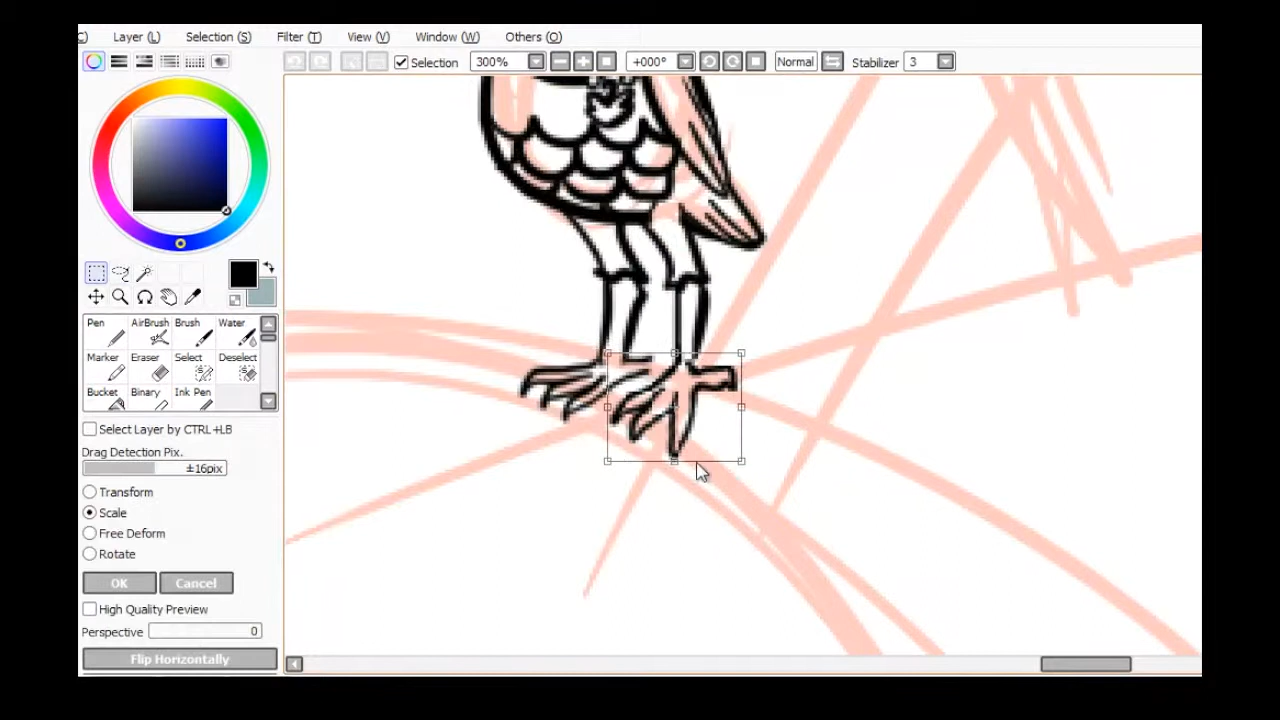 C) Layer (L) Selection (S) Filter (T) View (V) Window (W) Others (O)
Selection 300% +000° Normal Stabilizer 3
Pen AirBrush Brush Water
Marker Eraser Select Deselect
Bucket Binary Ink Pen
Select Layer by CTRL+LB
Drag Detection Pix.
±16pix
Transform
Scale
Free Deform
Rotate
OK Cancel
High Quality Preview
Perspective 0
Flip Horizontally